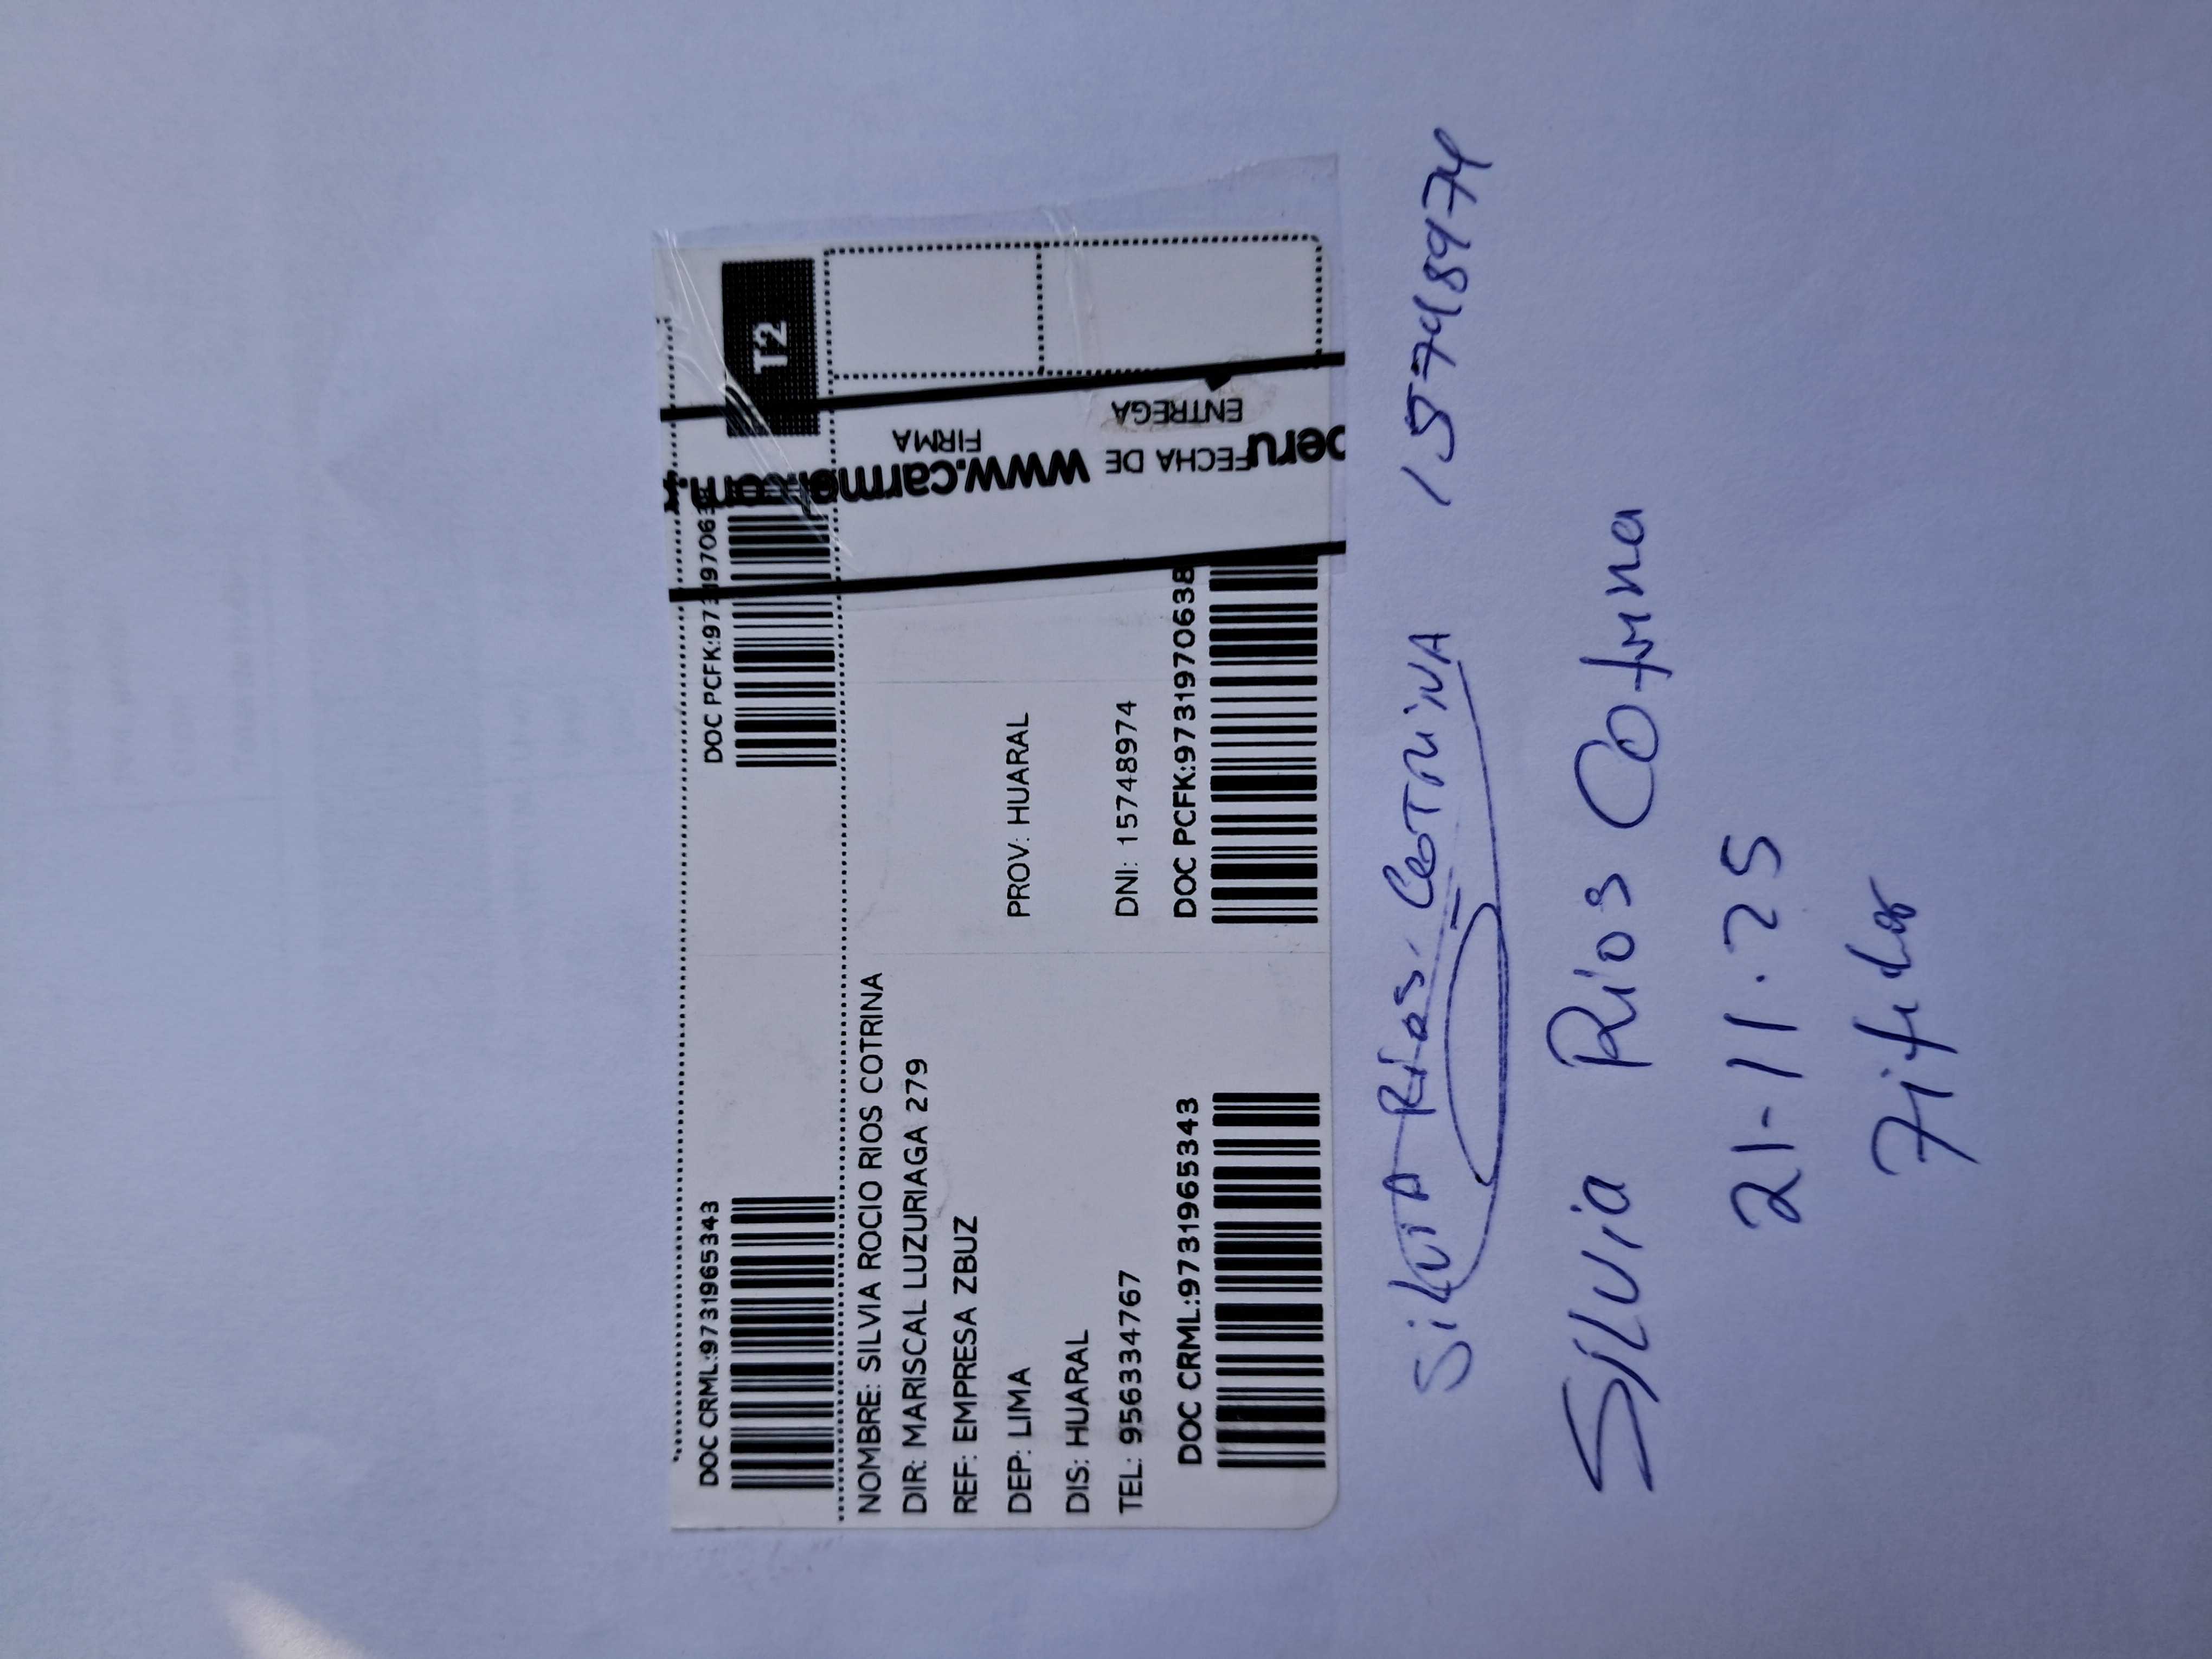 DOC CRML:9731965343
DOC PCFK:973197063
T2
NOMBRE: SILVIA ROCIO RIOS COTRINA
DIR: MARISCAL LUZURIAGA 279
REF: EMPRESA ZBUZ
DEP: LIMA PROV: HUARAL
DIS: HUARAL
TEL: 956334767 DNI: 15748974
DOC CRML:9731965343 DOC PCFK:9731970638
FIRMA
FECHA DE
ENTREGA
www.carmel.com.
peru
Silvia Rios. COTRINA 15748974
Silvia Rios Cotrina
21-11.25